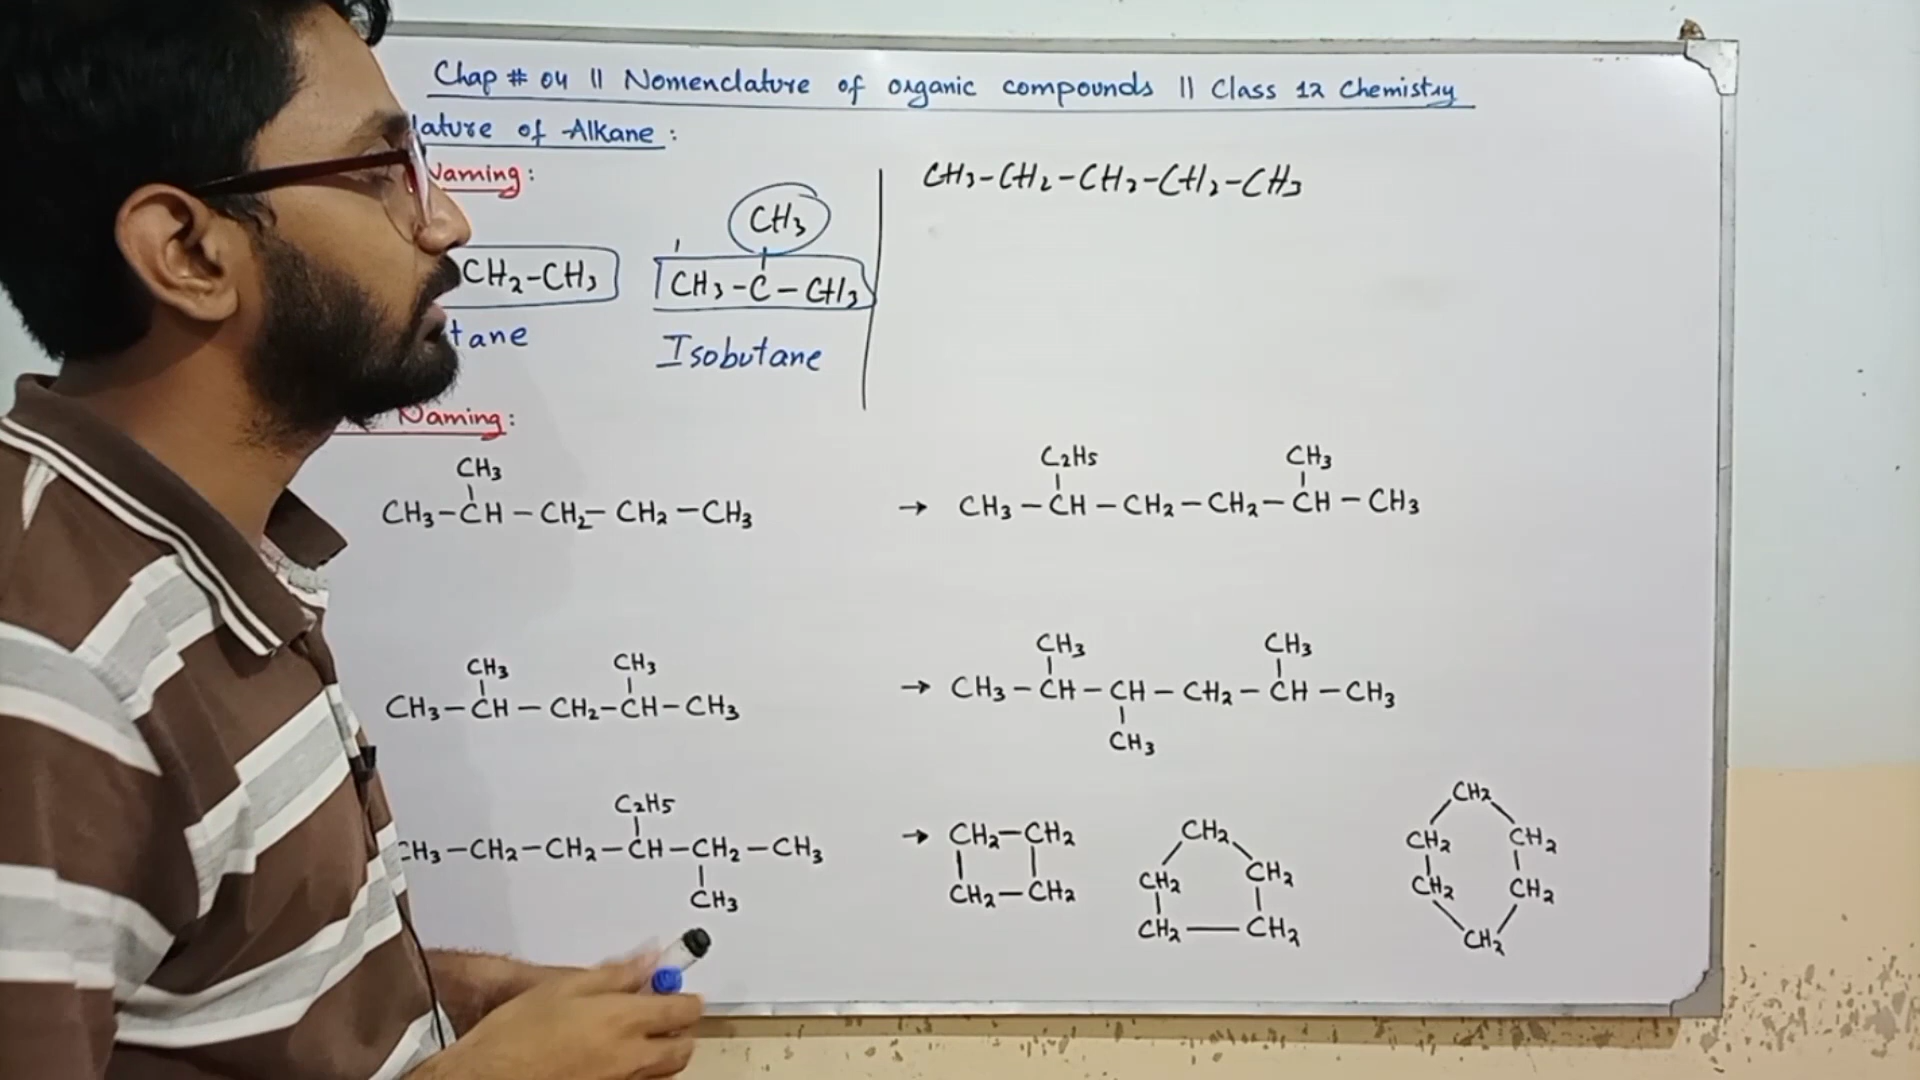 Chap # 04 || Nomenclature of organic compounds || Class 12 Chemistry
lature of Alkane :
Naming :
CH3-CH2-CH2-CH2-CH3
CH3
CH2-CH3
CH3-C-CH3
tane
Isobutane
Naming :
CH3
CH3-CH-CH2-CH2-CH3
C2H5 CH3
→ CH3-CH-CH2-CH2-CH-CH3
CH3 CH3
CH3-CH-CH2-CH-CH3
CH3 CH3
→ CH3-CH-CH-CH2-CH-CH3
CH3
C2H5
CH3-CH2-CH2-CH-CH2-CH3
CH3
→ CH2-CH2
CH2-CH2
CH2
CH2 CH2
CH2-CH2
CH2
CH2 CH2
CH2 CH2
CH2